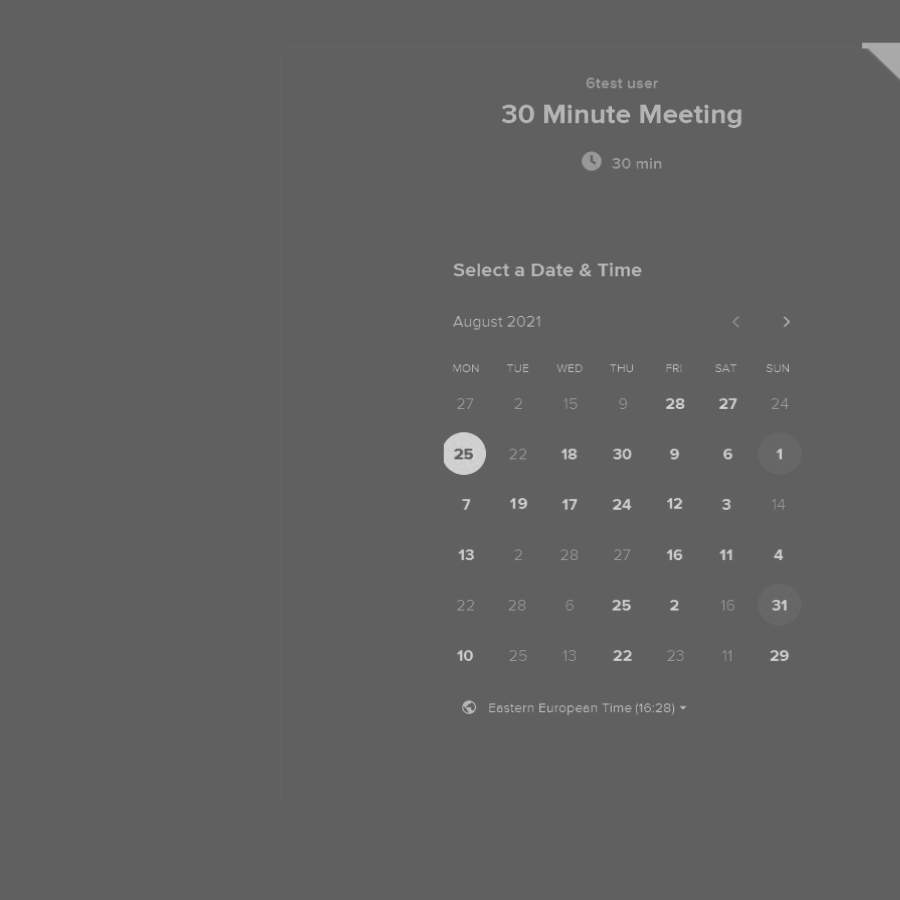 6test user
30 Minute Meeting
30 min
Select a Date & Time
August 2021
MON TUE WED THU FRI SAT SUN
27 2 15 9 28 27 24
25 22 18 30 9 6 1
7 19 17 24 12 3 14
13 2 28 27 16 11 4
22 28 6 25 2 16 31
10 25 13 22 23 11 29
Eastern European Time (16:28)